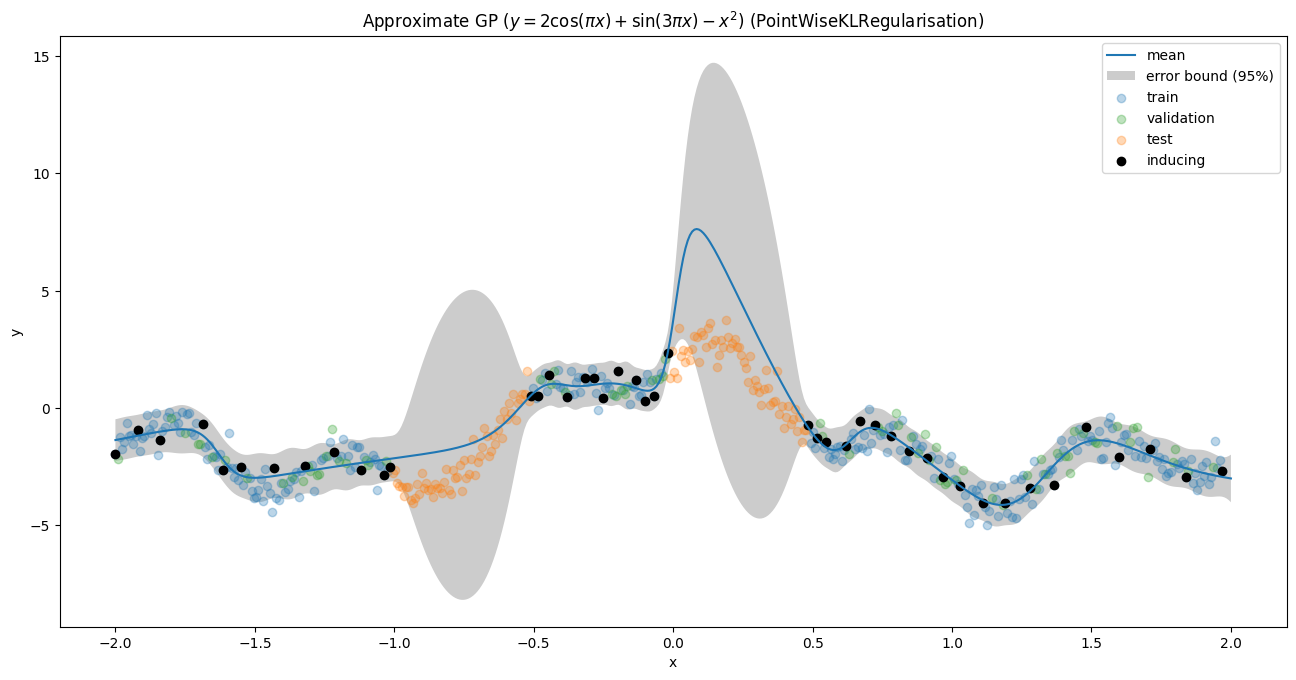 Approximate GP (y = 2cos(πx) + sin(3πx) − x²) (PointWiseKLRegularisation)
mean
error bound (95%)
train
validation
test
inducing
15
10
5
0
−5
y
−2.0 −1.5 −1.0 −0.5 0.0 0.5 1.0 1.5 2.0
x